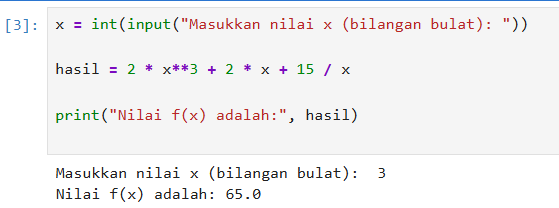 [3]: x = int(input("Masukkan nilai x (bilangan bulat): "))
hasil = 2 * x**3 + 2 * x + 15 / x
print("Nilai f(x) adalah:", hasil)
Masukkan nilai x (bilangan bulat):  3
Nilai f(x) adalah: 65.0